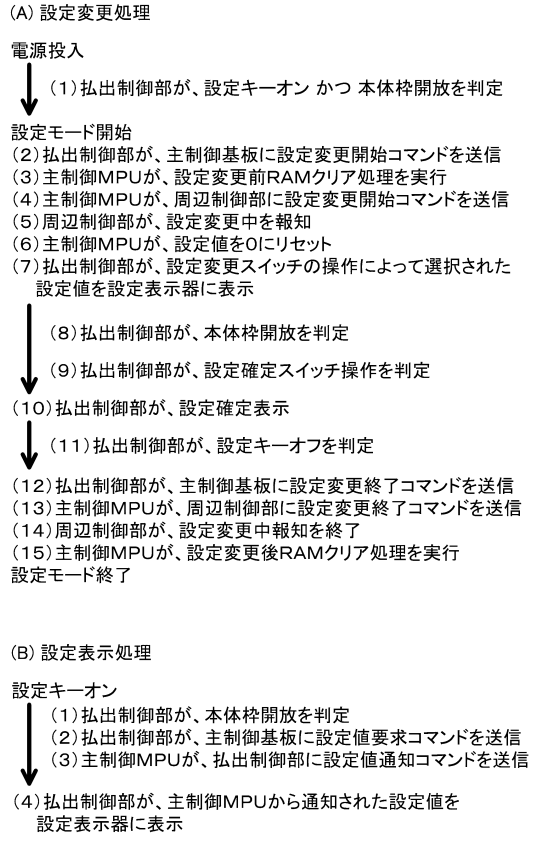 (A) 設定変更処理
電源投入
(1)払出制御部が、設定キーオン かつ 本体枠開放を判定
設定モード開始
(2)払出制御部が、主制御基板に設定変更開始コマンドを送信
(3)主制御MPUが、設定変更前RAMクリア処理を実行
(4)主制御MPUが、周辺制御部に設定変更開始コマンドを送信
(5)周辺制御部が、設定変更中を報知
(6)主制御MPUが、設定値を0にリセット
(7)払出制御部が、設定変更スイッチの操作によって選択された
設定値を設定表示器に表示
(8)払出制御部が、本体枠開放を判定
(9)払出制御部が、設定確定スイッチ操作を判定
(10)払出制御部が、設定確定表示
(11)払出制御部が、設定キーオフを判定
(12)払出制御部が、主制御基板に設定変更終了コマンドを送信
(13)主制御MPUが、周辺制御部に設定変更終了コマンドを送信
(14)周辺制御部が、設定変更中報知を終了
(15)主制御MPUが、設定変更後RAMクリア処理を実行
設定モード終了
(B) 設定表示処理
設定キーオン
(1)払出制御部が、本体枠開放を判定
(2)払出制御部が、主制御基板に設定値要求コマンドを送信
(3)主制御MPUが、払出制御部に設定値通知コマンドを送信
(4)払出制御部が、主制御MPUから通知された設定値を
設定表示器に表示